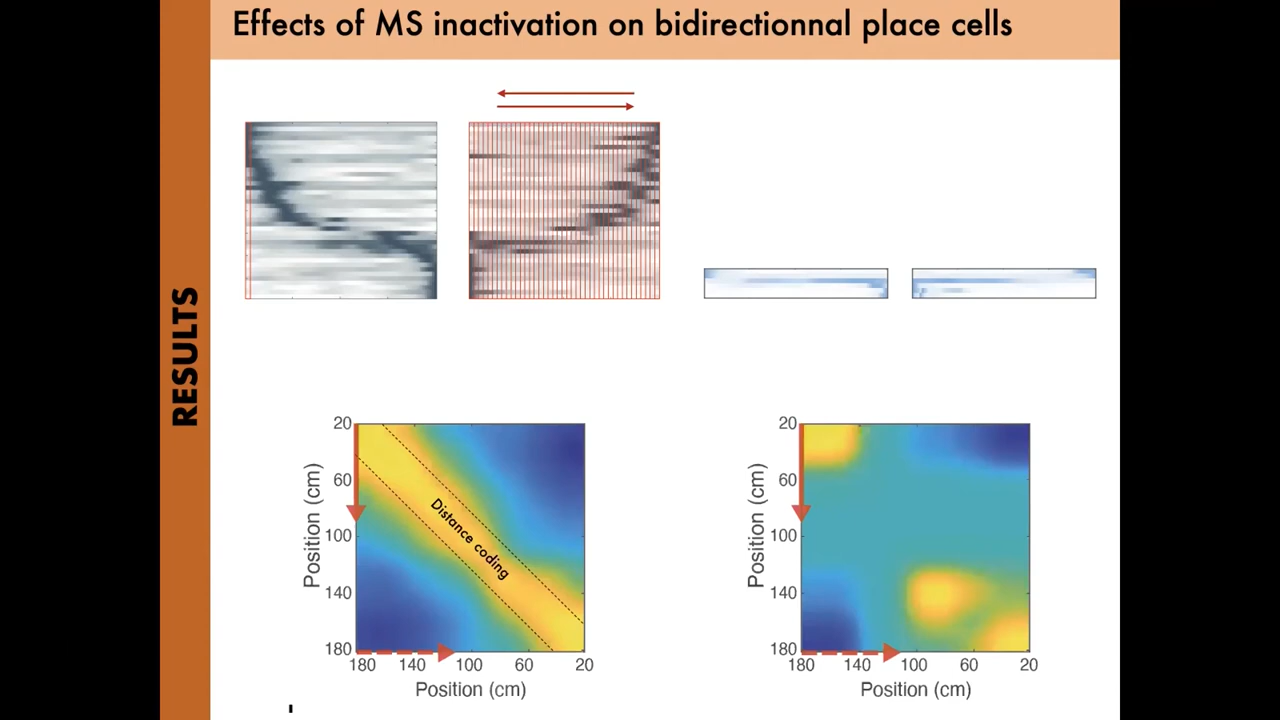 Effects of MS inactivation on bidirectionnal place cells
RESULTS
20
60
100
140
180
Position (cm)
Distance coding
180 140 100 60 20
Position (cm)
20
60
100
140
180
Position (cm)
180 140 100 60 20
Position (cm)